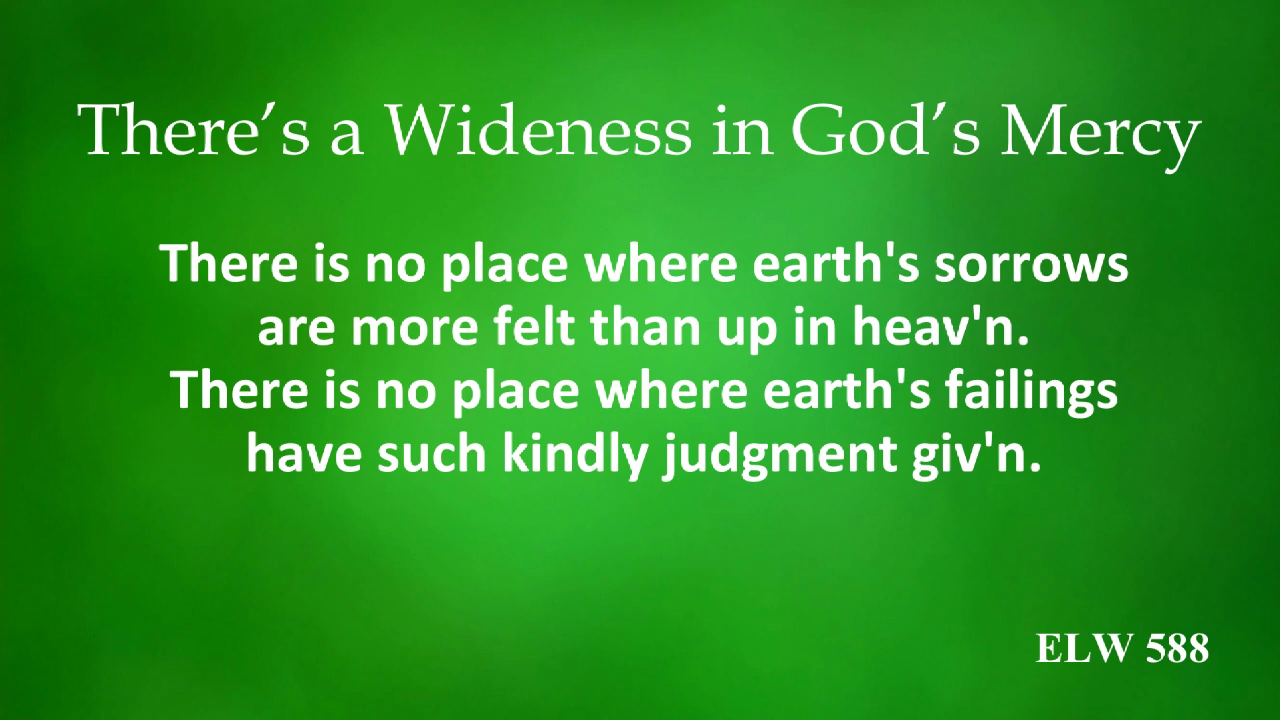 There’s a Wideness in God’s Mercy
There is no place where earth's sorrows
are more felt than up in heav'n.
There is no place where earth's failings
have such kindly judgment giv'n.
ELW 588